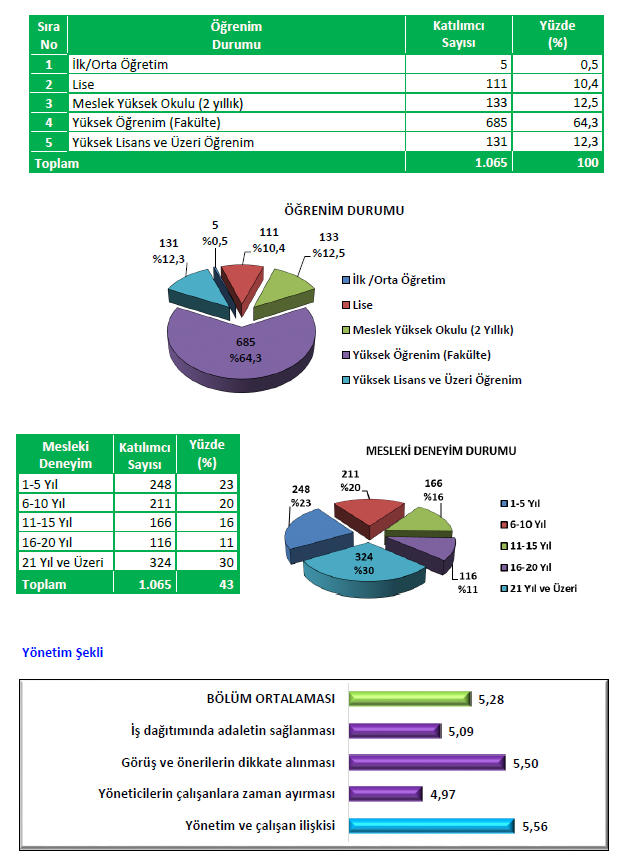 Sıra No Öğrenim Durumu Katılımcı Sayısı Yüzde (%)
1 İlk/Orta Öğretim 5 0,5
2 Lise 111 10,4
3 Meslek Yüksek Okulu (2 yıllık) 133 12,5
4 Yüksek Öğrenim (Fakülte) 685 64,3
5 Yüksek Lisans ve Üzeri Öğrenim 131 12,3
Toplam 1.065 100
ÖĞRENİM DURUMU
5
%0,5
111
%10,4
133
%12,5
131
%12,3
685
%64,3
İlk /Orta Öğretim
Lise
Meslek Yüksek Okulu (2 Yıllık)
Yüksek Öğrenim (Fakülte)
Yüksek Lisans ve Üzeri Öğrenim
Mesleki Deneyim Katılımcı Sayısı Yüzde (%)
1-5 Yıl 248 23
6-10 Yıl 211 20
11-15 Yıl 166 16
16-20 Yıl 116 11
21 Yıl ve Üzeri 324 30
Toplam 1.065 43
MESLEKİ DENEYİM DURUMU
248
%23
211
%20
166
%16
116
%11
324
%30
1-5 Yıl
6-10 Yıl
11-15 Yıl
16-20 Yıl
21 Yıl ve Üzeri
Yönetim Şekli
BÖLÜM ORTALAMASI 5,28
İş dağıtımında adaletin sağlanması 5,09
Görüş ve önerilerin dikkate alınması 5,50
Yöneticilerin çalışanlara zaman ayırması 4,97
Yönetim ve çalışan ilişkisi 5,56